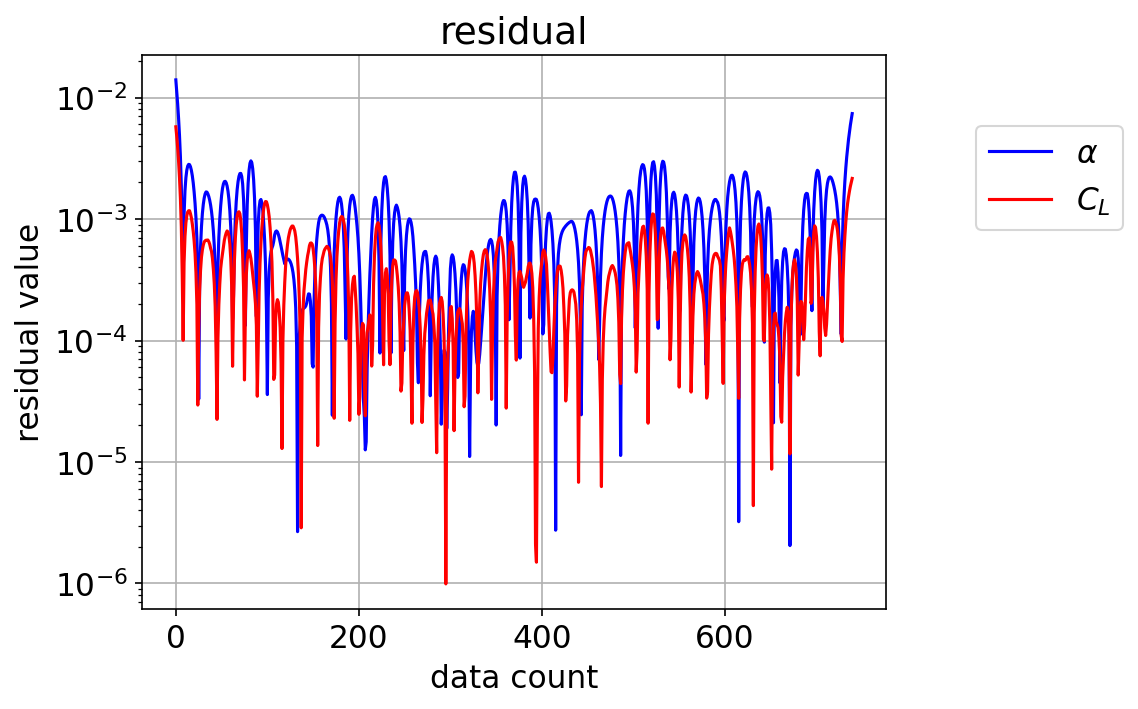 residual
10⁻²
10⁻³
10⁻⁴
10⁻⁵
10⁻⁶
residual value
0 200 400 600
data count
α
C_L